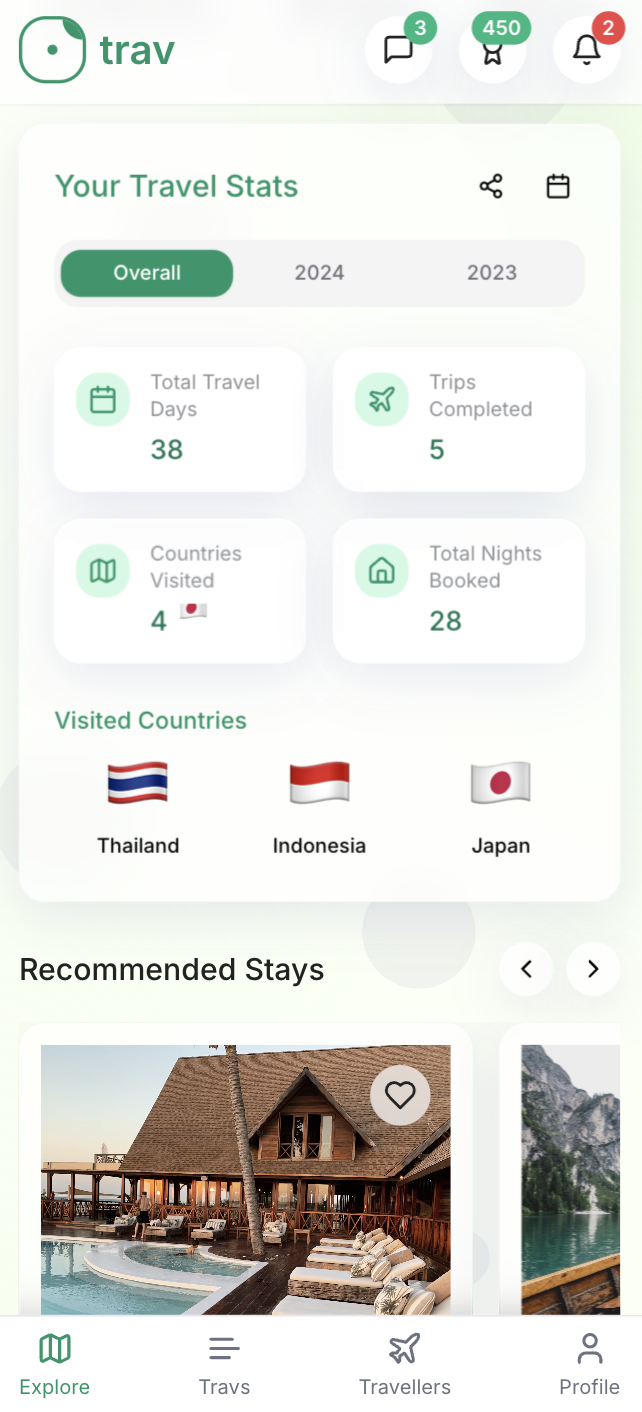 trav
3
450
2
Your Travel Stats
Overall
2024
2023
Total Travel
Days
38
Trips
Completed
5
Countries
Visited
4
Total Nights
Booked
28
Visited Countries
Thailand
Indonesia
Japan
Recommended Stays
Explore
Travs
Travellers
Profile